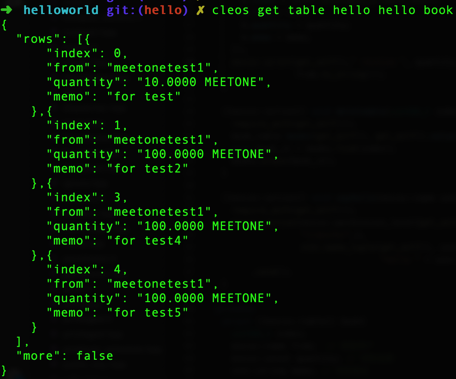 ➜ helloworld git:(hello) ✗ cleos get table hello hello book
{
  "rows": [{
      "index": 0,
      "from": "meetonetest1",
      "quantity": "10.0000 MEETONE",
      "memo": "for test"
    },{
      "index": 1,
      "from": "meetonetest1",
      "quantity": "100.0000 MEETONE",
      "memo": "for test2"
    },{
      "index": 3,
      "from": "meetonetest1",
      "quantity": "100.0000 MEETONE",
      "memo": "for test4"
    },{
      "index": 4,
      "from": "meetonetest1",
      "quantity": "100.0000 MEETONE",
      "memo": "for test5"
    }
  ],
  "more": false
}